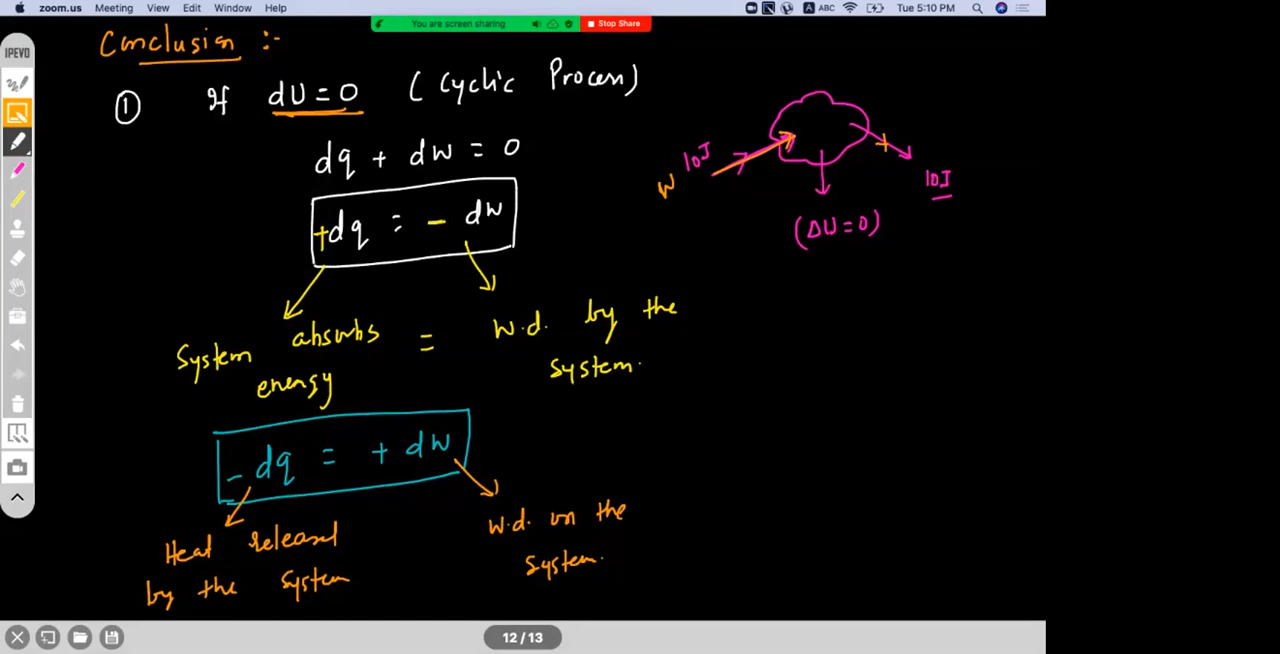 zoom.us Meeting View Edit Window Help
ABC Tue 5:10 PM
You are screen sharing Stop Share
IPEVO
Conclusion :-
① If dU = 0 (Cyclic Process)
dq + dw = 0
+dq = - dw
System absorbs energy = W.d. by the system.
- dq = + dw
Heat released by the system
W.d. on the system.
W 10J
10J
(ΔU = 0)
12 / 13